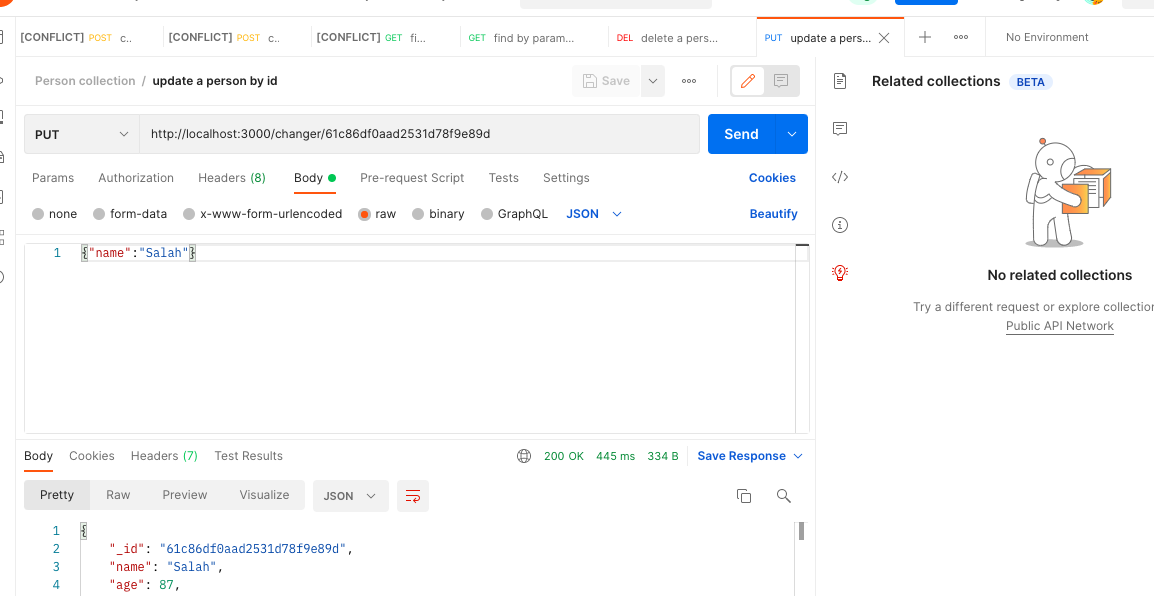 [CONFLICT] POST c..
[CONFLICT] POST c..
[CONFLICT] GET fi...
GET find by param...
DEL delete a pers...
PUT update a pers...
No Environment
Person collection / update a person by id
Save
Related collections BETA
PUT http://localhost:3000/changer/61c86df0aad2531d78f9e89d
Send
Params Authorization Headers (8) Body Pre-request Script Tests Settings Cookies
none form-data x-www-form-urlencoded raw binary GraphQL JSON Beautify
1 {"name":"Salah"}
No related collections
Try a different request or explore collection
Public API Network
Body Cookies Headers (7) Test Results 200 OK 445 ms 334 B Save Response
Pretty Raw Preview Visualize JSON
1 {
2 "_id": "61c86df0aad2531d78f9e89d",
3 "name": "Salah",
4 "age": 87,